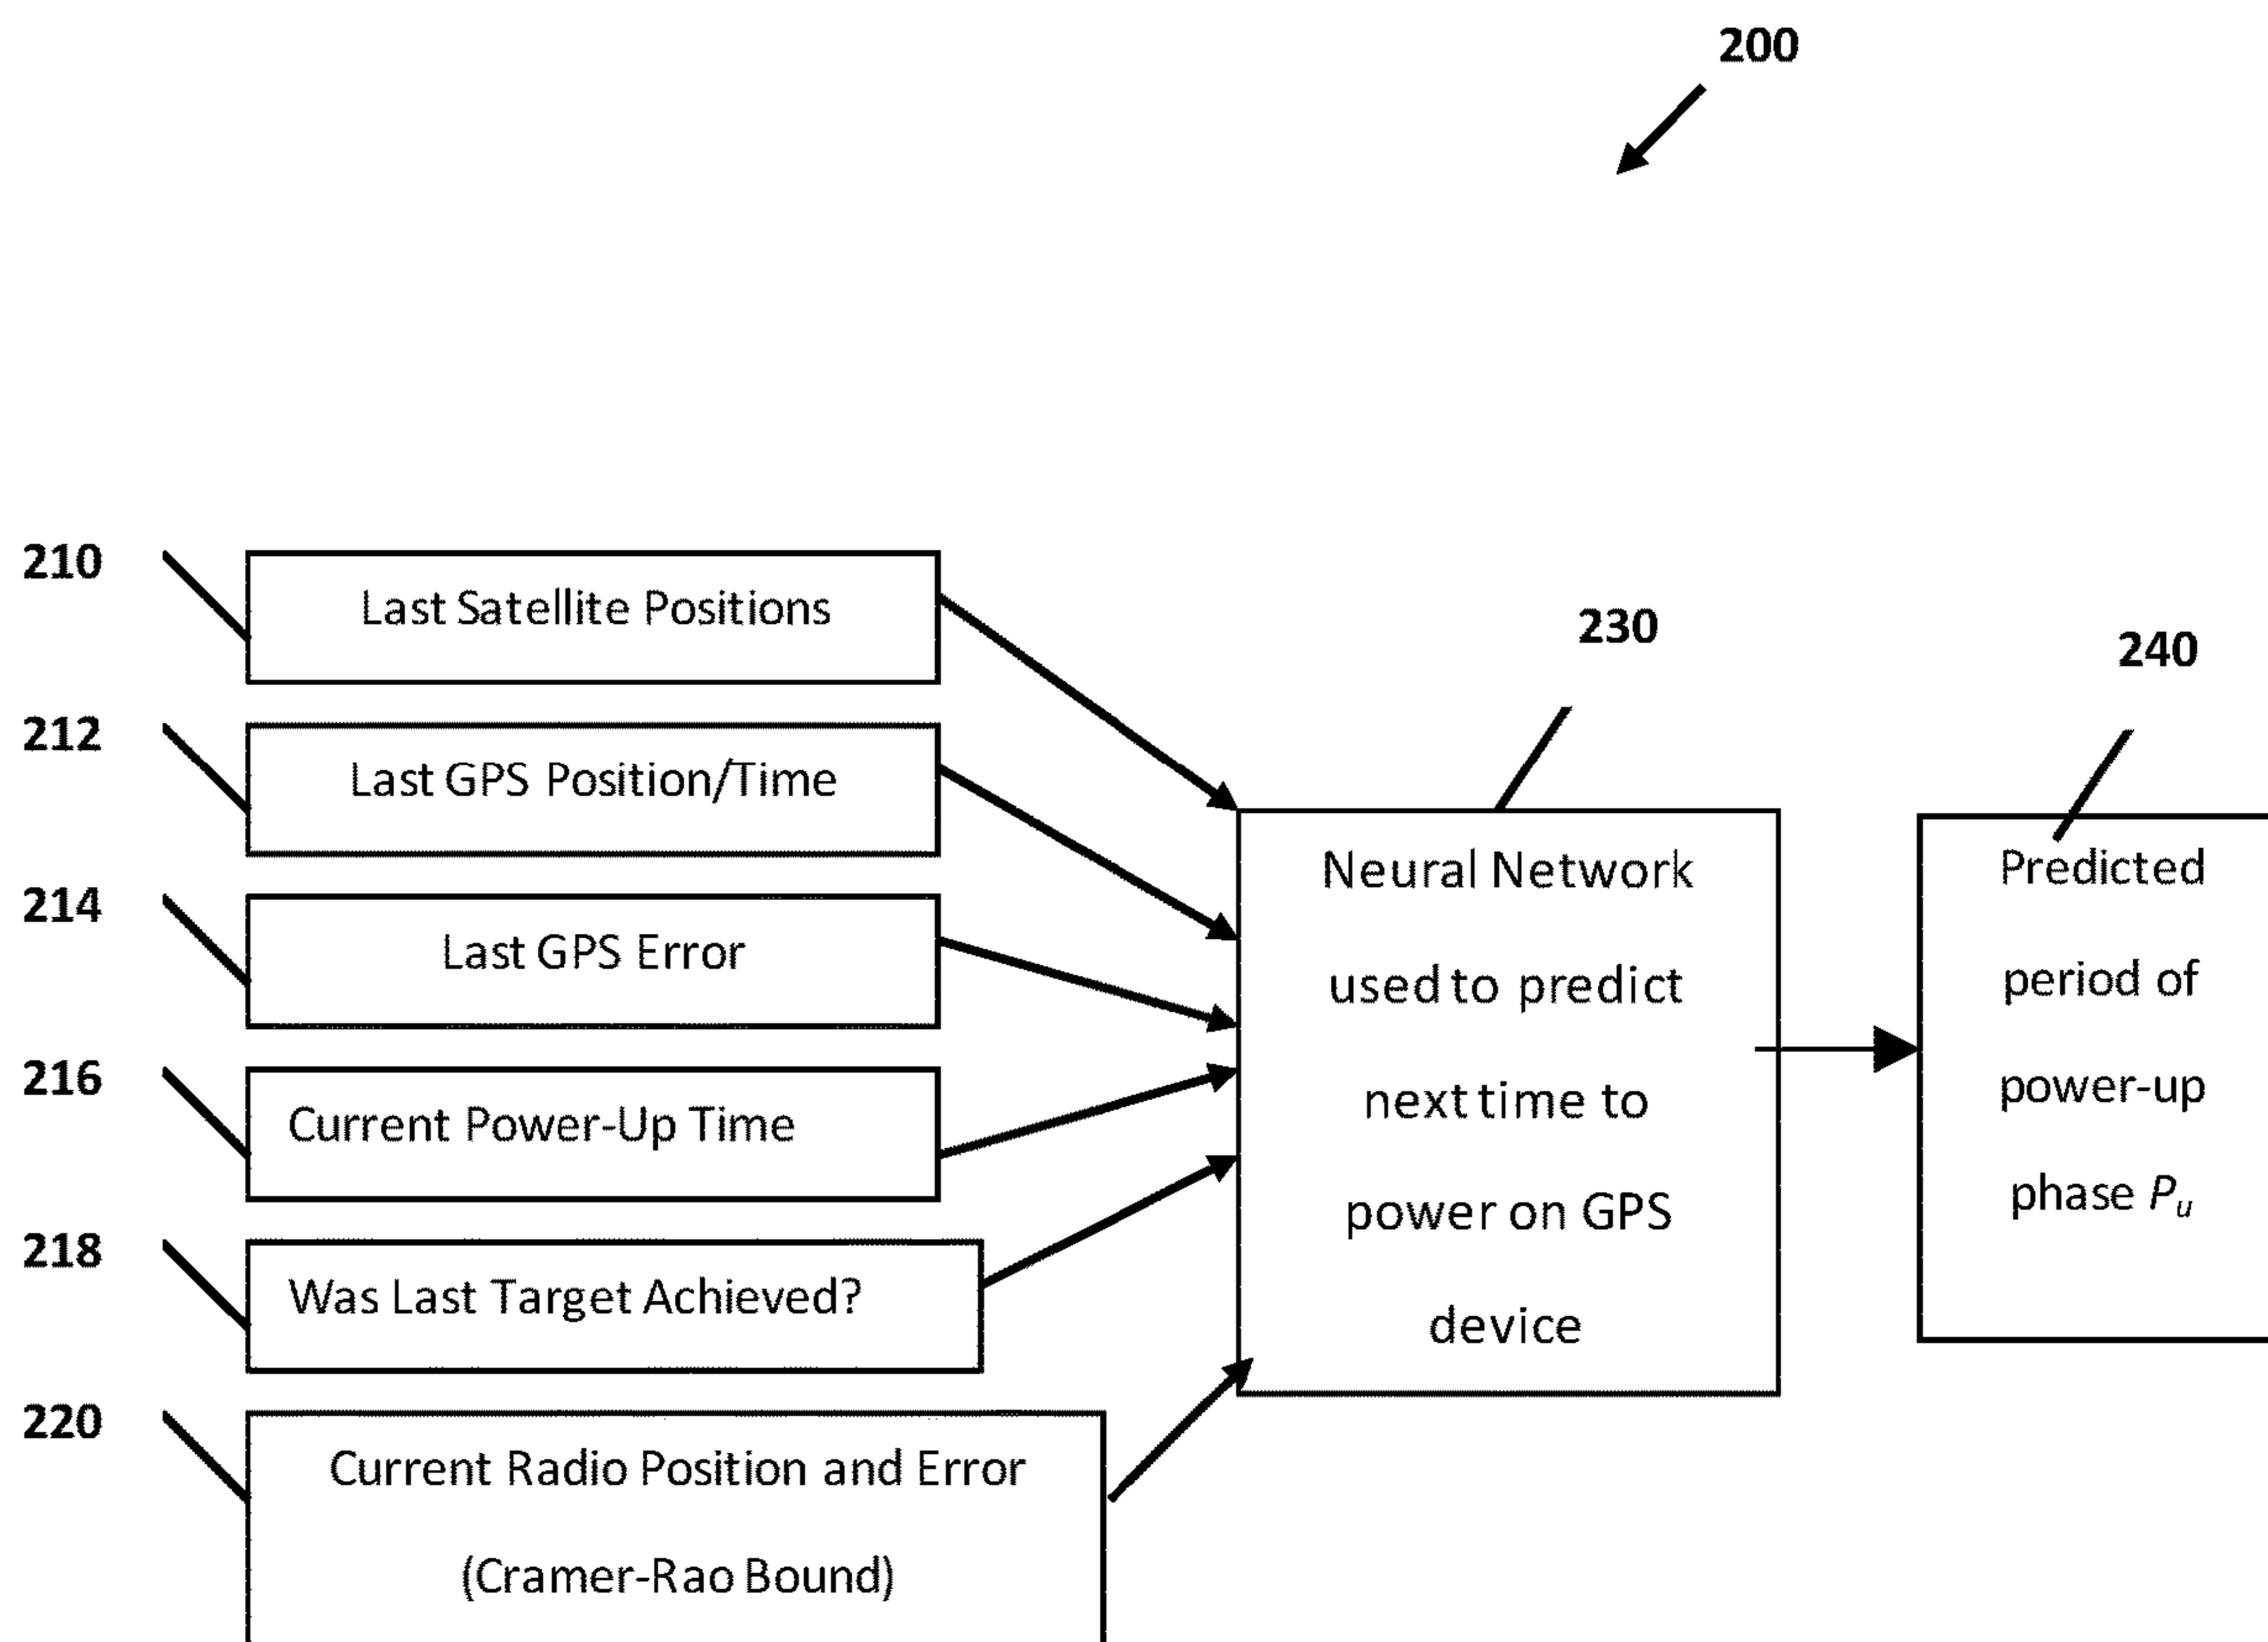 200
210
Last Satellite Positions
212
Last GPS Position/Time
214
Last GPS Error
216
Current Power-Up Time
218
Was Last Target Achieved?
220
Current Radio Position and Error
(Cramer-Rao Bound)
230
Neural Network
used to predict
next time to
power on GPS
device
240
Predicted
period of
power-up
phase Pu